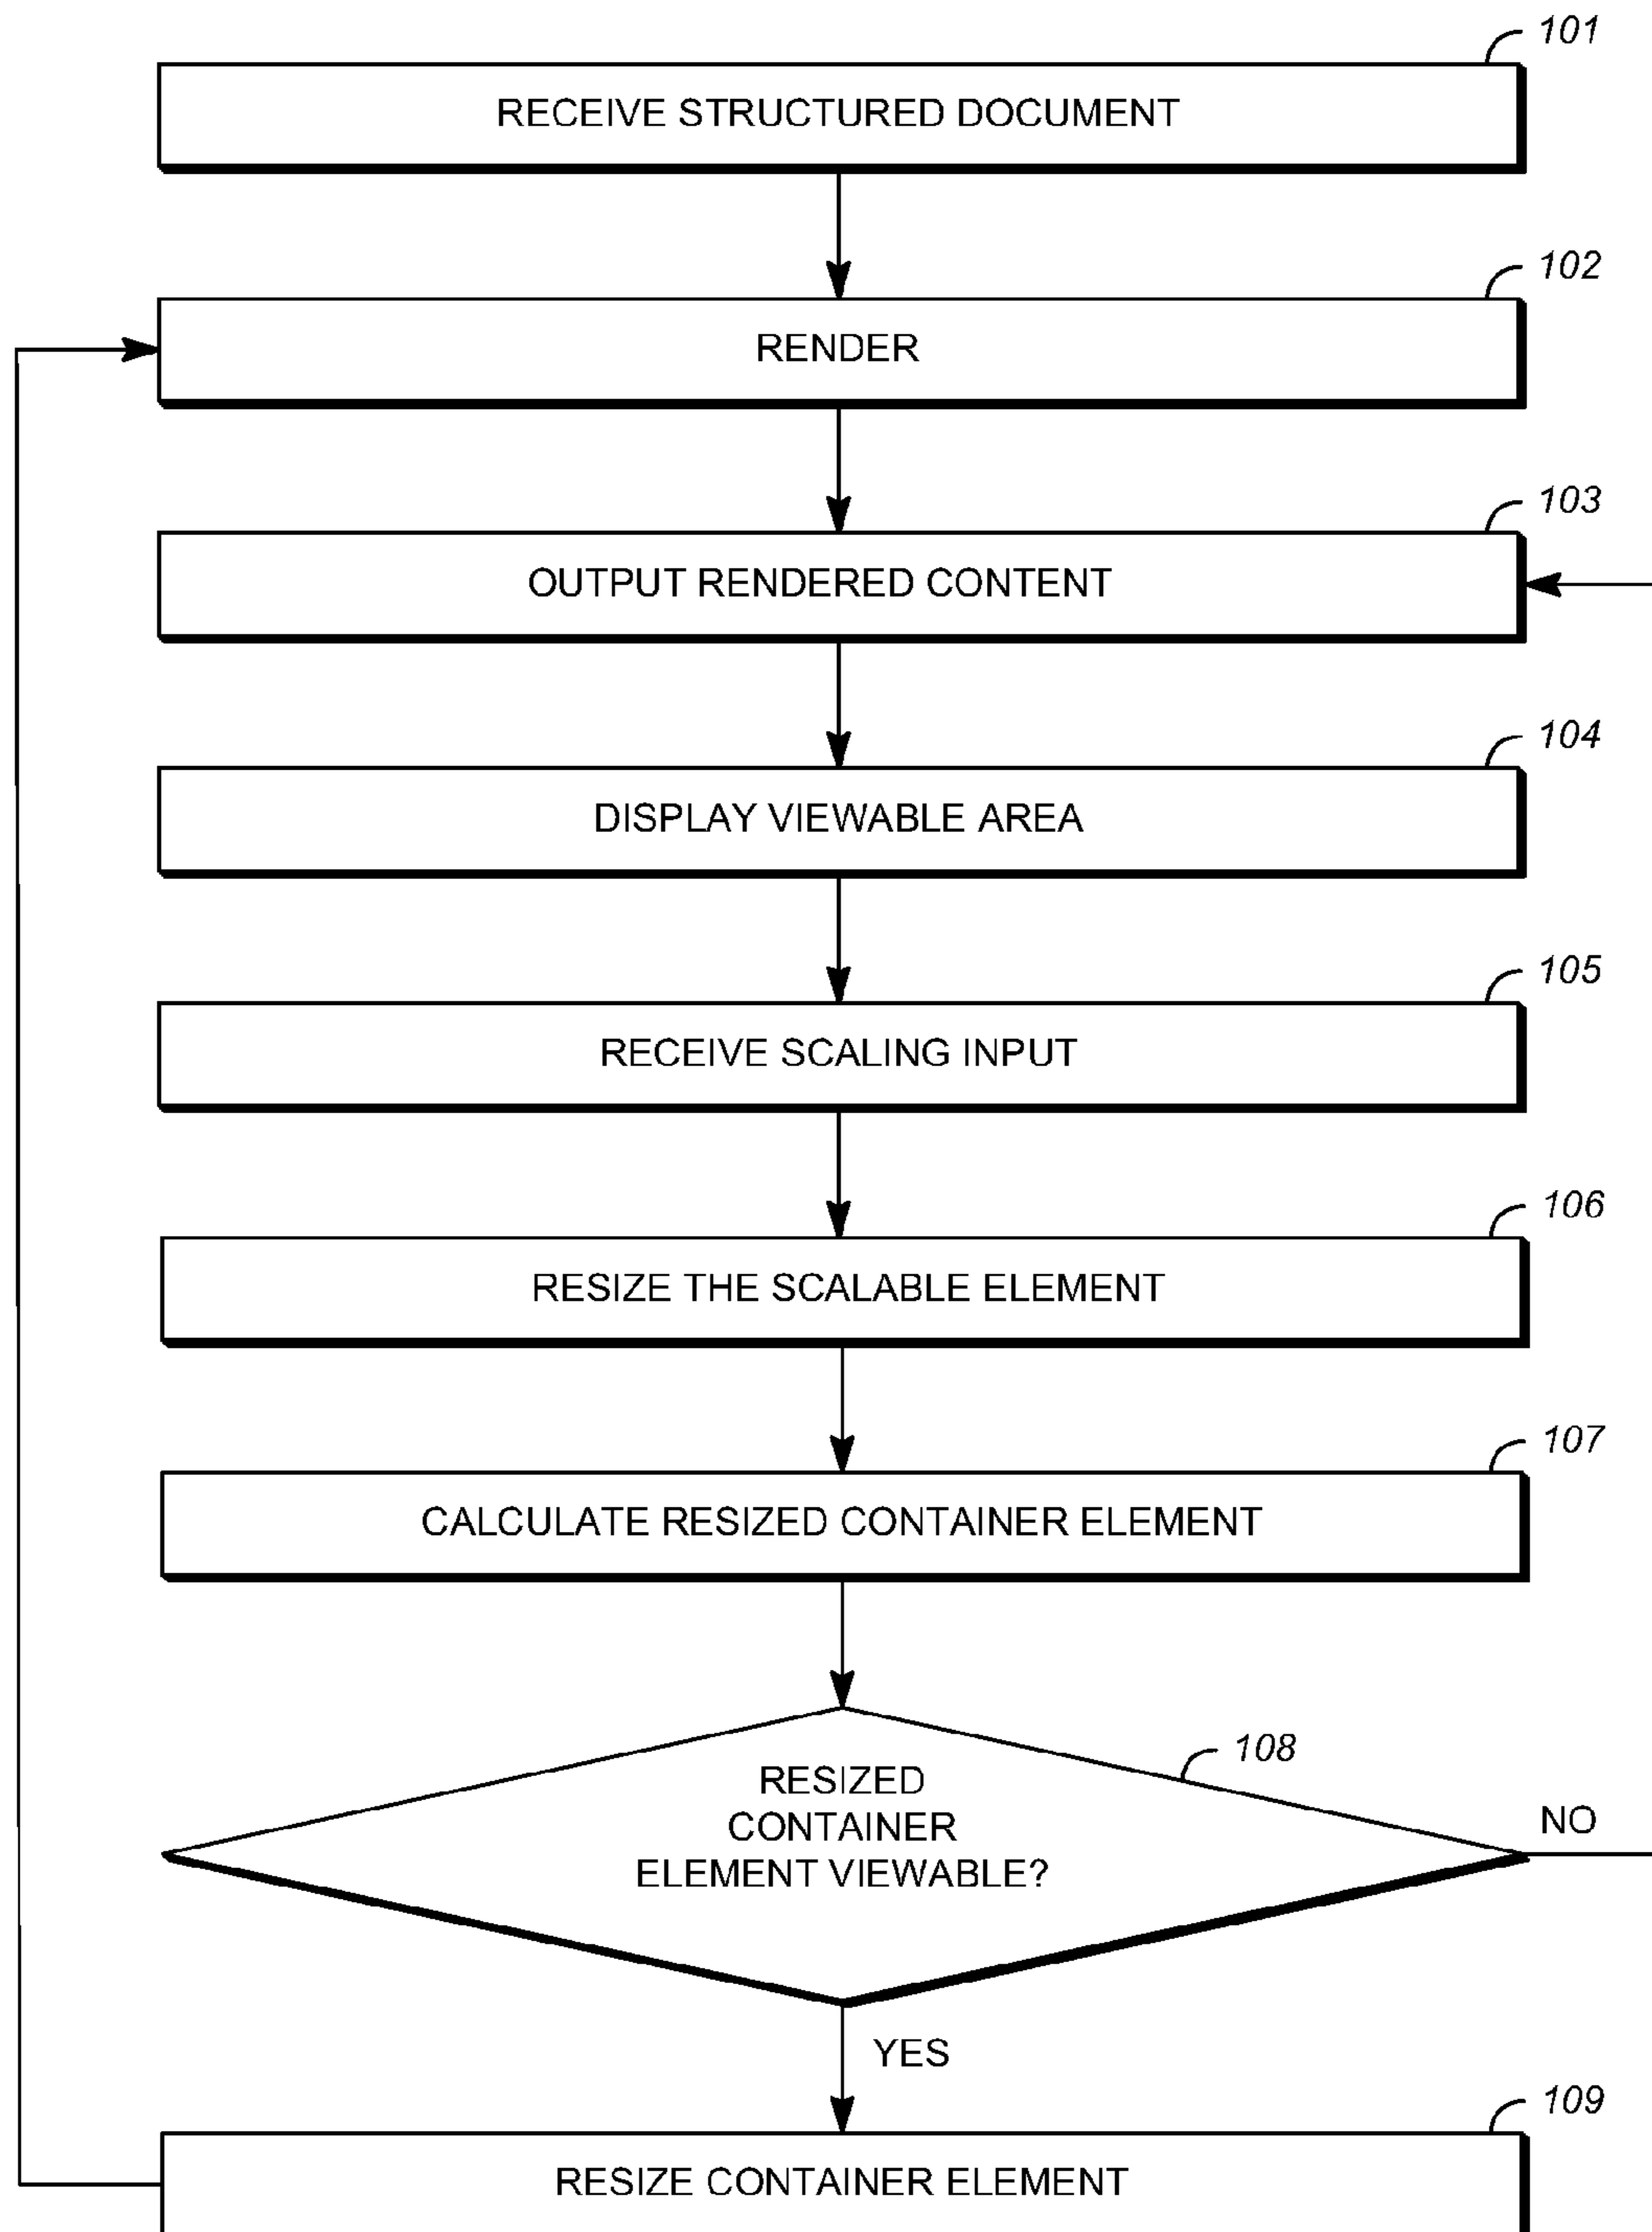 101
RECEIVE STRUCTURED DOCUMENT
102
RENDER
103
OUTPUT RENDERED CONTENT
104
DISPLAY VIEWABLE AREA
105
RECEIVE SCALING INPUT
106
RESIZE THE SCALABLE ELEMENT
107
CALCULATE RESIZED CONTAINER ELEMENT
108
RESIZED
CONTAINER
ELEMENT VIEWABLE?
NO
YES
109
RESIZE CONTAINER ELEMENT